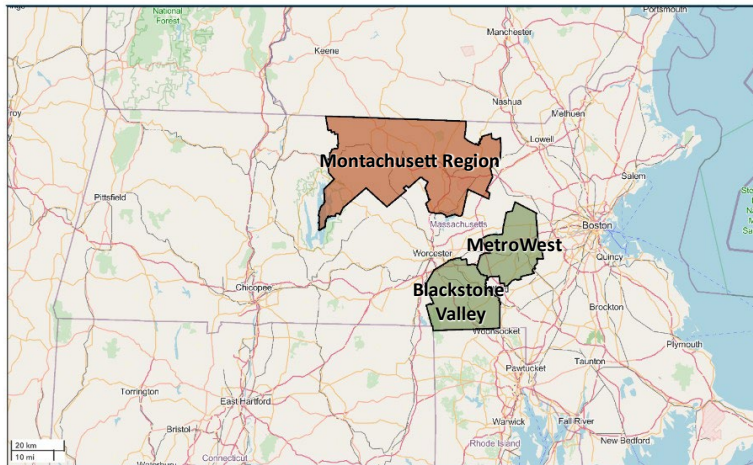 National
Forest
Portsmouth
Keene
Manchester
Nashua
Methuen
Lowell
Montachusett Region
Salem
Pittsfield
Massachusetts
Boston
MetroWest
Worcester
Quincy
Chicopee
Blackstone
Valley
Brockton
Woonsocket
Plymouth
Taunton
Pawtucket
Torrington
East Hartford
Warwick
Fall River
Bristol
New Bedford
Rhode Island
20 km
10 mi
Waterbury
Connecticut